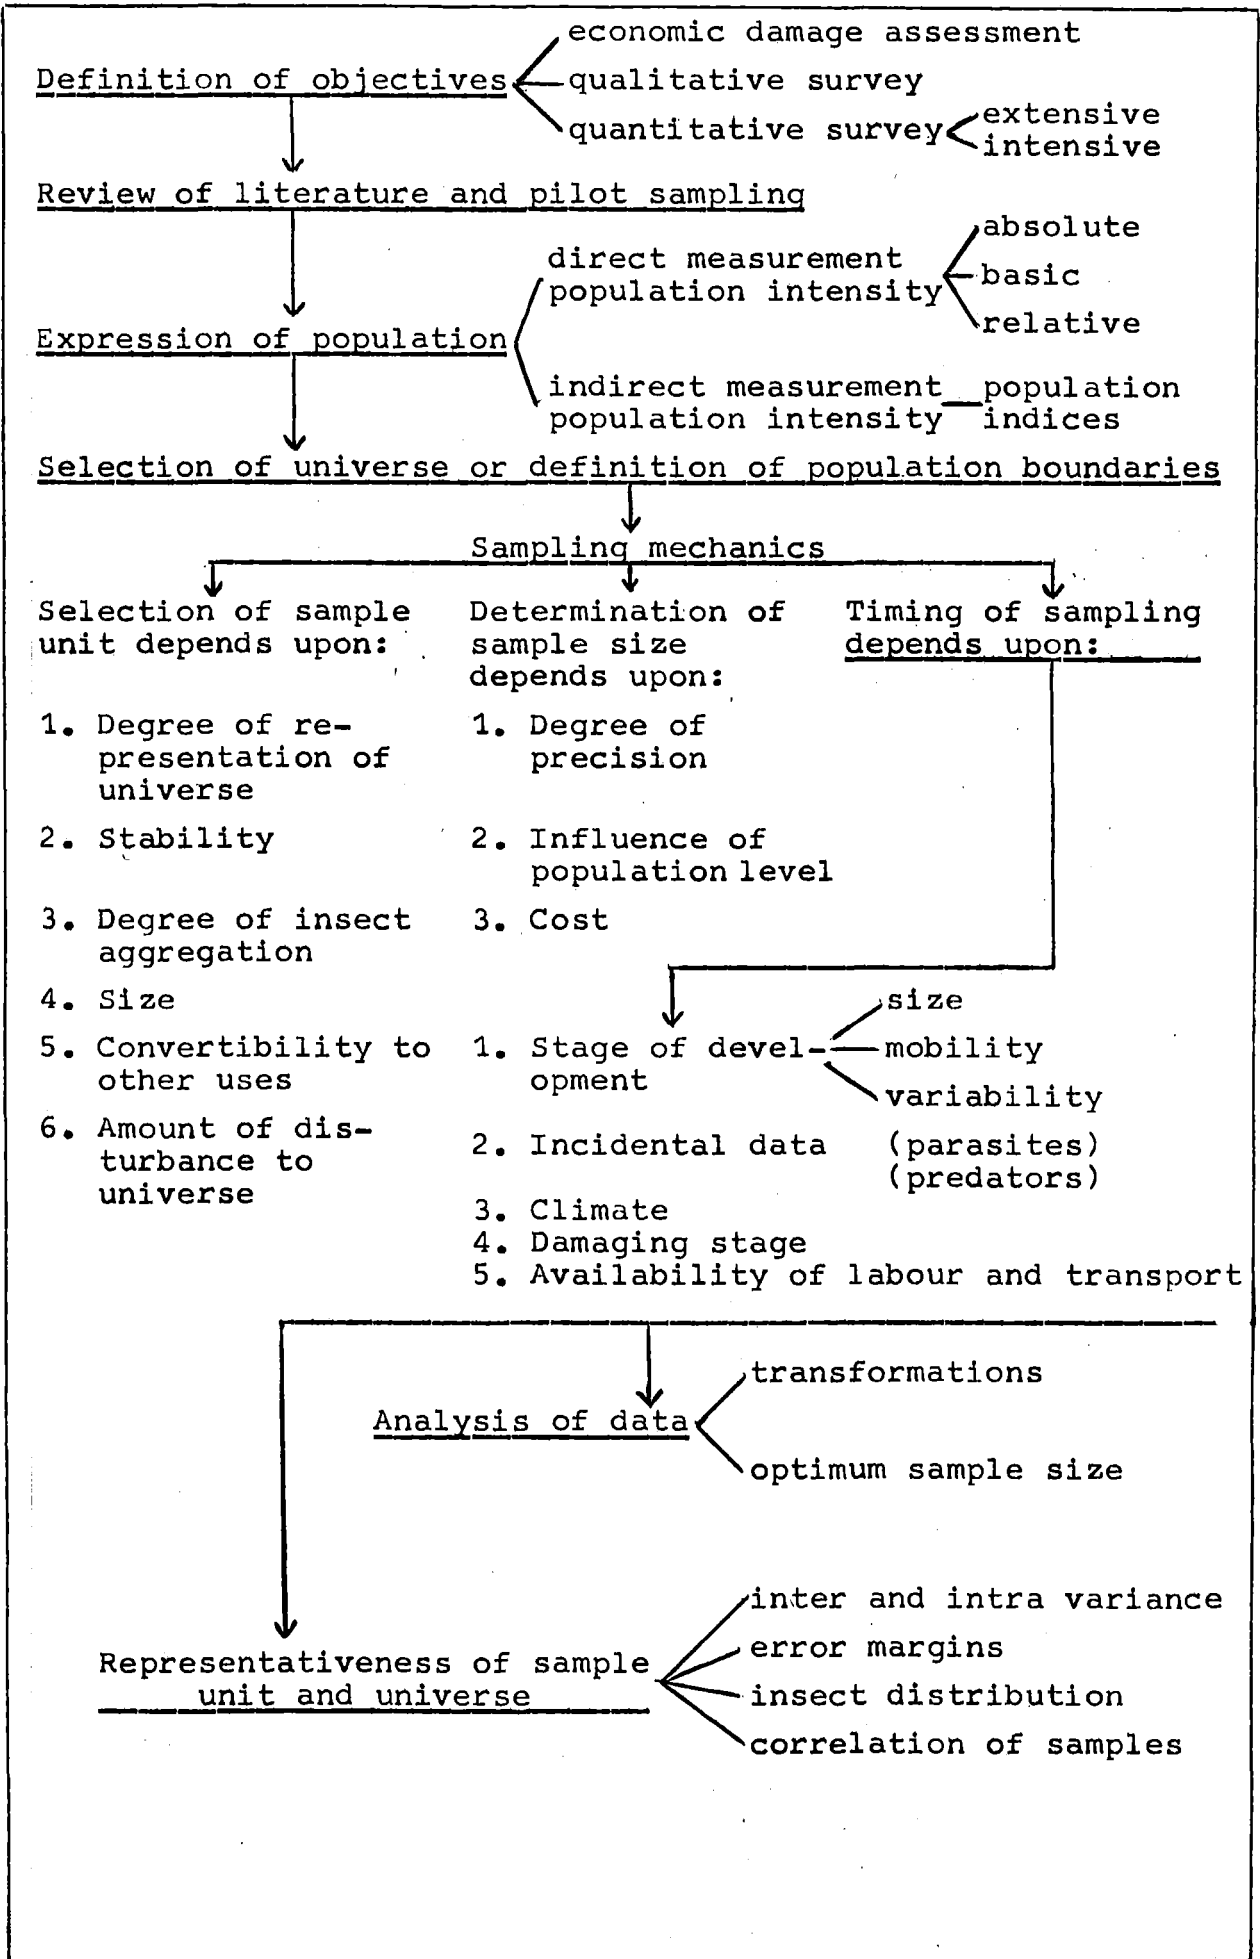 economic damage assessment
Definition of objectives
qualitative survey
quantitative survey
extensive
intensive
Review of literature and pilot sampling
absolute
direct measurement
population intensity
basic
relative
Expression of population
indirect measurement
population intensity
population
indices
Selection of universe or definition of population boundaries
Sampling mechanics
Selection of sample
unit depends upon:
1. Degree of re-
presentation of
universe
2. Stability
3. Degree of insect
aggregation
4. Size
5. Convertibility to
other uses
6. Amount of dis-
turbance to
universe
Determination of
sample size
depends upon:
1. Degree of
precision
2. Influence of
population level
3. Cost
Timing of sampling
depends upon:
1. Stage of devel-
opment
size
mobility
variability
2. Incidental data (parasites)
(predators)
3. Climate
4. Damaging stage
5. Availability of labour and transport
transformations
Analysis of data
optimum sample size
inter and intra variance
error margins
Representativeness of sample
unit and universe
insect distribution
correlation of samples